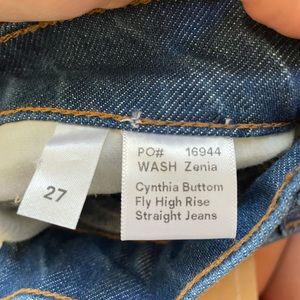 27
PO# 16944
WASH Zenia
Cynthia Buttom
Fly High Rise
Straight Jeans